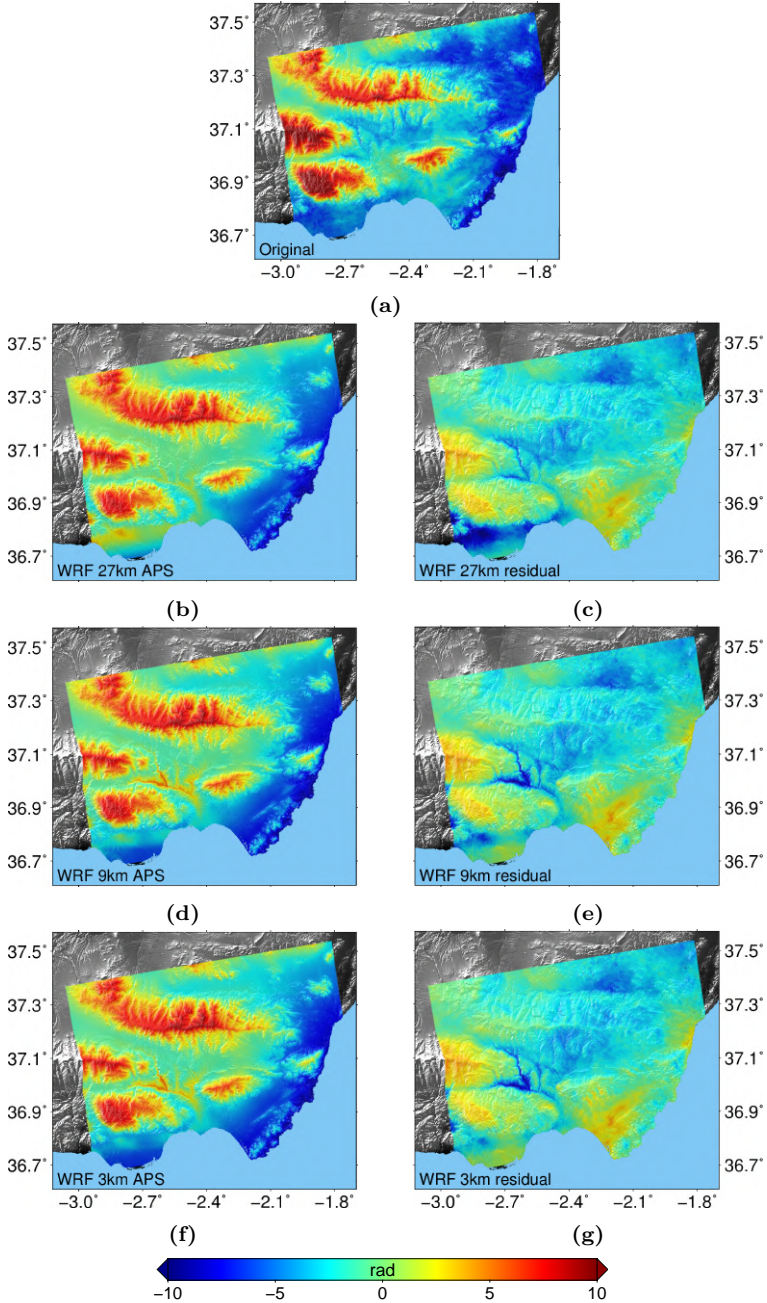 37.5˚
37.3˚
37.1˚
36.9˚
36.7˚
Original
−3.0˚ −2.7˚ −2.4˚ −2.1˚ −1.8˚
(a)
37.5˚ 37.5˚
37.3˚ 37.3˚
37.1˚ 37.1˚
36.9˚ 36.9˚
36.7˚ 36.7˚
WRF 27km APS WRF 27km residual
(b) (c)
37.5˚ 37.5˚
37.3˚ 37.3˚
37.1˚ 37.1˚
36.9˚ 36.9˚
36.7˚ 36.7˚
WRF 9km APS WRF 9km residual
(d) (e)
37.5˚ 37.5˚
37.3˚ 37.3˚
37.1˚ 37.1˚
36.9˚ 36.9˚
36.7˚ 36.7˚
WRF 3km APS WRF 3km residual
−3.0˚ −2.7˚ −2.4˚ −2.1˚ −1.8˚ −3.0˚ −2.7˚ −2.4˚ −2.1˚ −1.8˚
(f) (g)
rad
−10 −5 0 5 10